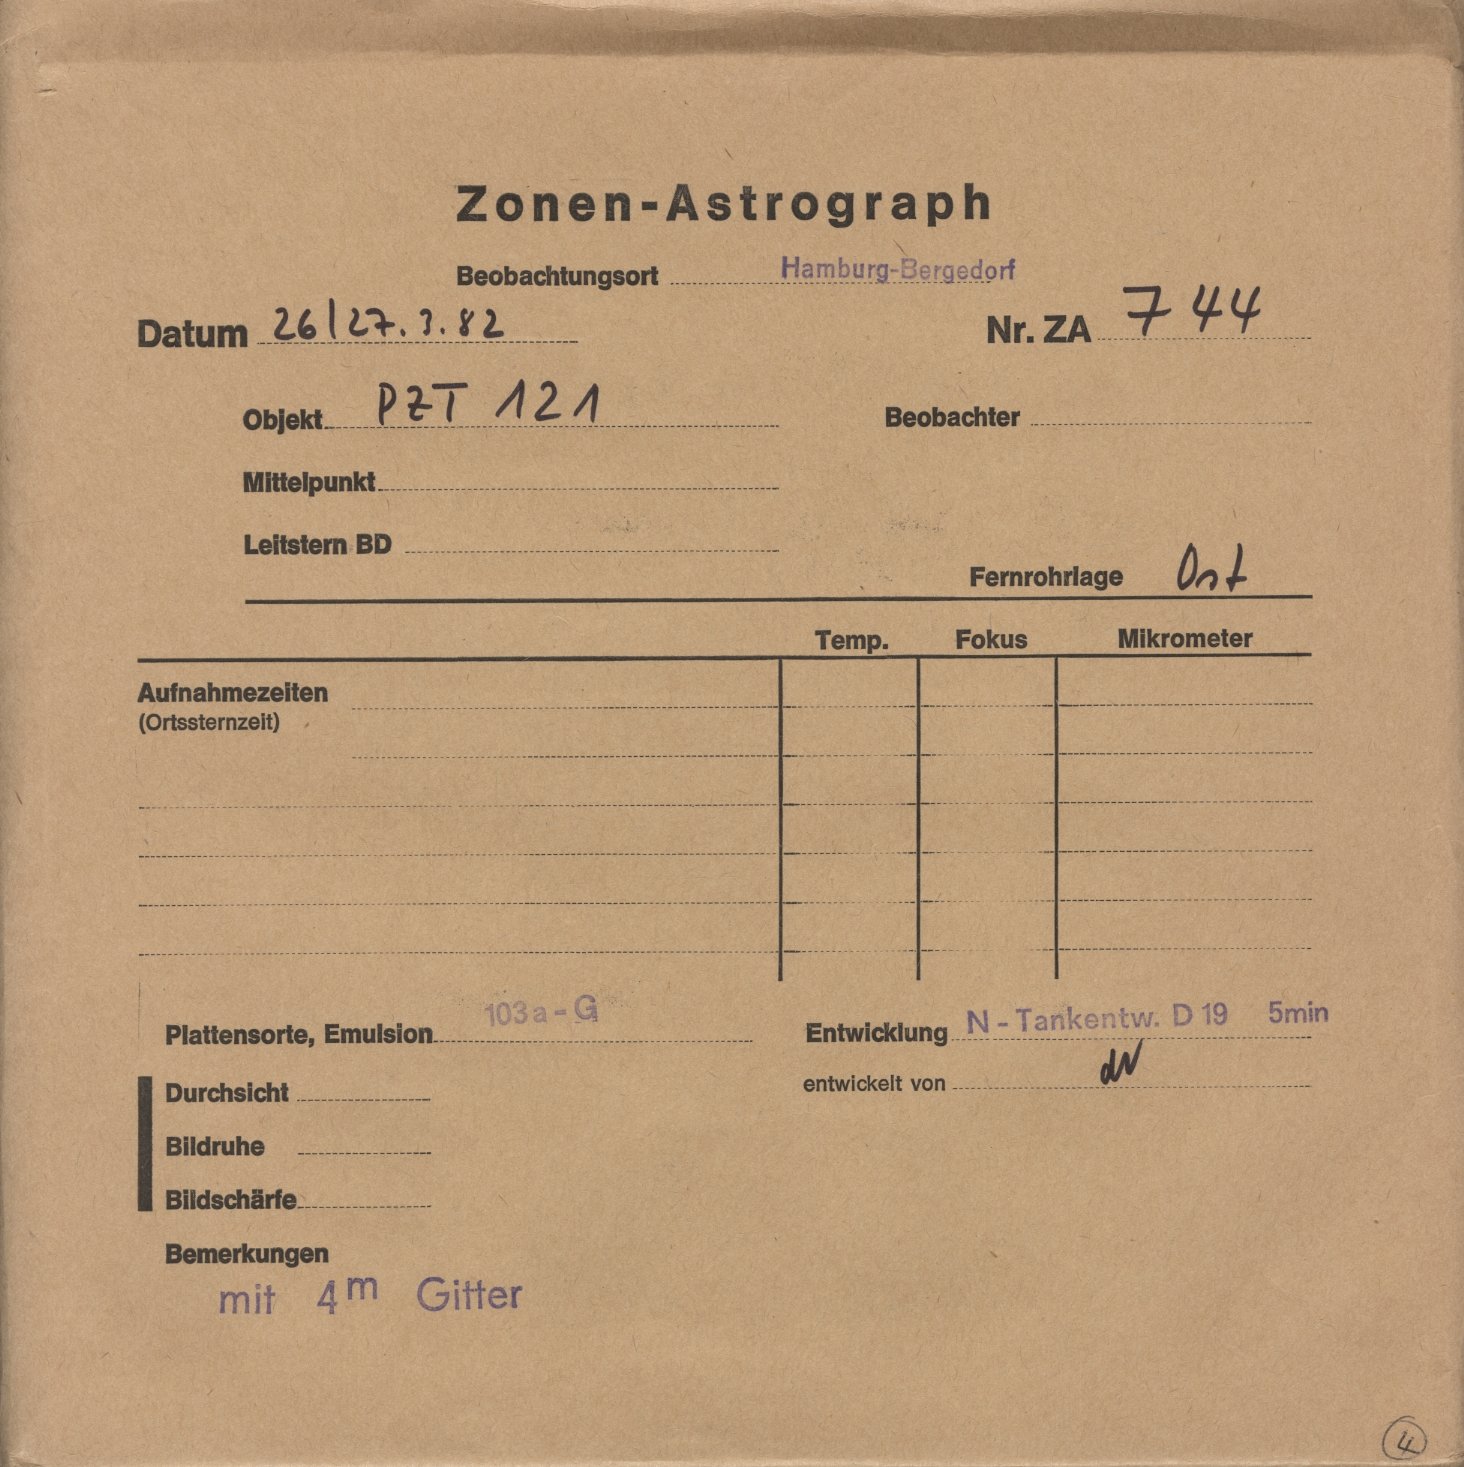 Zonen-Astrograph
Beobachtungsort Hamburg-Bergedorf
Datum 26/27.3.82 Nr. ZA 744
Objekt PZT 121 Beobachter
Mittelpunkt
Leitstern BD
Fernrohrlage Ost
Temp. Fokus Mikrometer
Aufnahmezeiten
(Ortssternzeit)
Plattensorte, Emulsion 103a-G Entwicklung N-Tankentw. D 19 5min
Durchsicht entwickelt von
Bildruhe
Bildschärfe
Bemerkungen
mit 4m Gitter
4